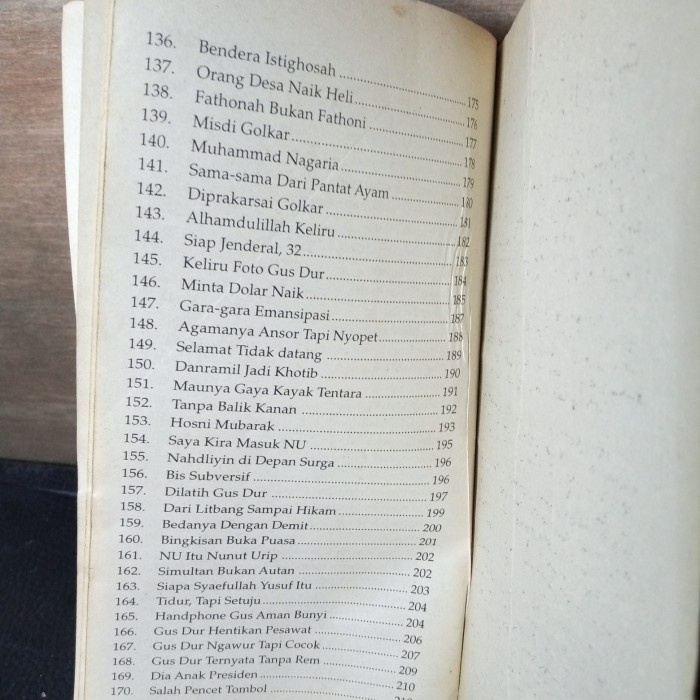 136. Bendera Istighosah ........ 175
137. Orang Desa Naik Heli ........ 176
138. Fathonah Bukan Fathoni ........ 177
139. Misdi Golkar ........ 178
140. Muhammad Nagaria ........ 179
141. Sama-sama Dari Pantat Ayam ........ 180
142. Diprakarsai Golkar ........ 181
143. Alhamdulillah Keliru ........ 182
144. Siap Jenderal, 32 ........ 183
145. Keliru Foto Gus Dur ........ 184
146. Minta Dolar Naik ........ 185
147. Gara-gara Emansipasi ........ 187
148. Agamanya Ansor Tapi Nyopet ........ 188
149. Selamat Tidak datang ........ 189
150. Danramil Jadi Khotib ........ 190
151. Maunya Gaya Kayak Tentara ........ 191
152. Tanpa Balik Kanan ........ 192
153. Hosni Mubarak ........ 193
154. Saya Kira Masuk NU ........ 195
155. Nahdliyin di Depan Surga ........ 196
156. Bis Subversif ........ 196
157. Dilatih Gus Dur ........ 197
158. Dari Litbang Sampai Hikam ........ 199
159. Bedanya Dengan Demit ........ 200
160. Bingkisan Buka Puasa ........ 201
161. NU Itu Nunut Urip ........ 202
162. Simultan Bukan Autan ........ 202
163. Siapa Syaefullah Yusuf Itu ........ 203
164. Tidur, Tapi Setuju ........ 204
165. Handphone Gus Aman Bunyi ........ 204
166. Gus Dur Hentikan Pesawat ........ 206
167. Gus Dur Ngawur Tapi Cocok ........ 207
168. Gus Dur Ternyata Tanpa Rem ........ 209
169. Dia Anak Presiden ........ 210
170. Salah Pencet Tombol ........